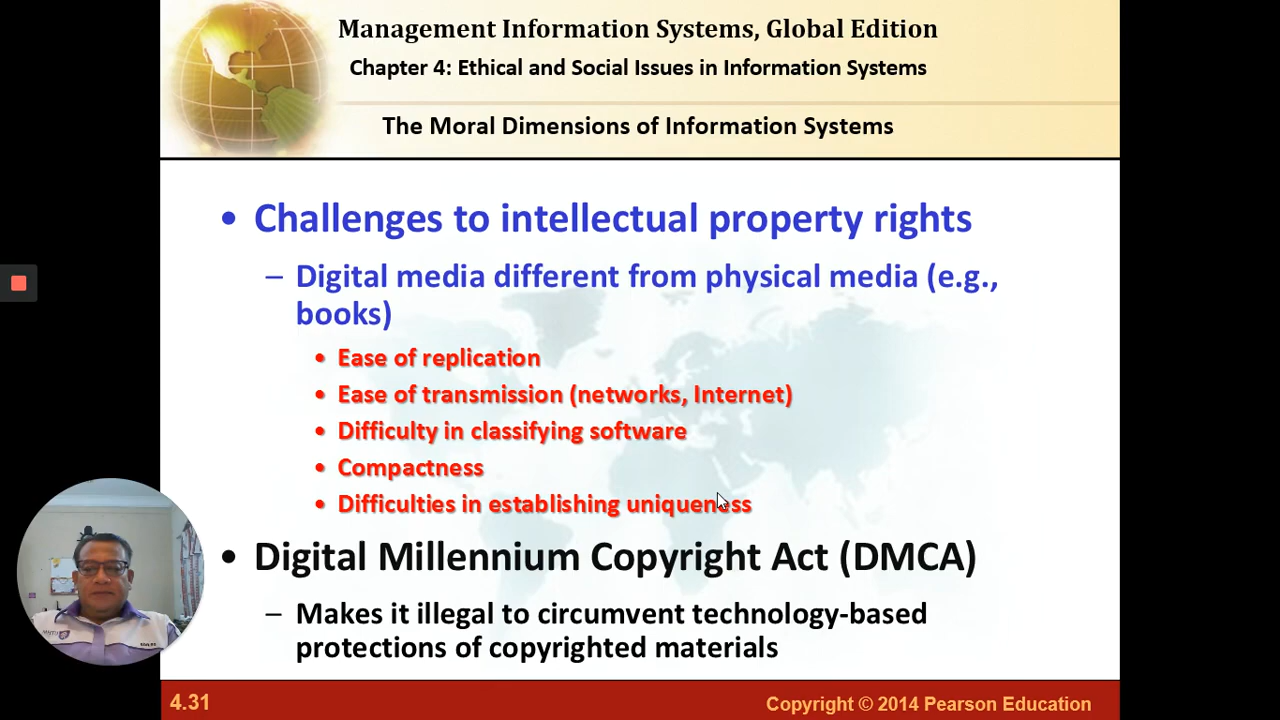 Management Information Systems, Global Edition
Chapter 4: Ethical and Social Issues in Information Systems
The Moral Dimensions of Information Systems
• Challenges to intellectual property rights
– Digital media different from physical media (e.g.,
books)
• Ease of replication
• Ease of transmission (networks, Internet)
• Difficulty in classifying software
• Compactness
• Difficulties in establishing uniqueness
• Digital Millennium Copyright Act (DMCA)
– Makes it illegal to circumvent technology-based
protections of copyrighted materials
4.31
Copyright © 2014 Pearson Education